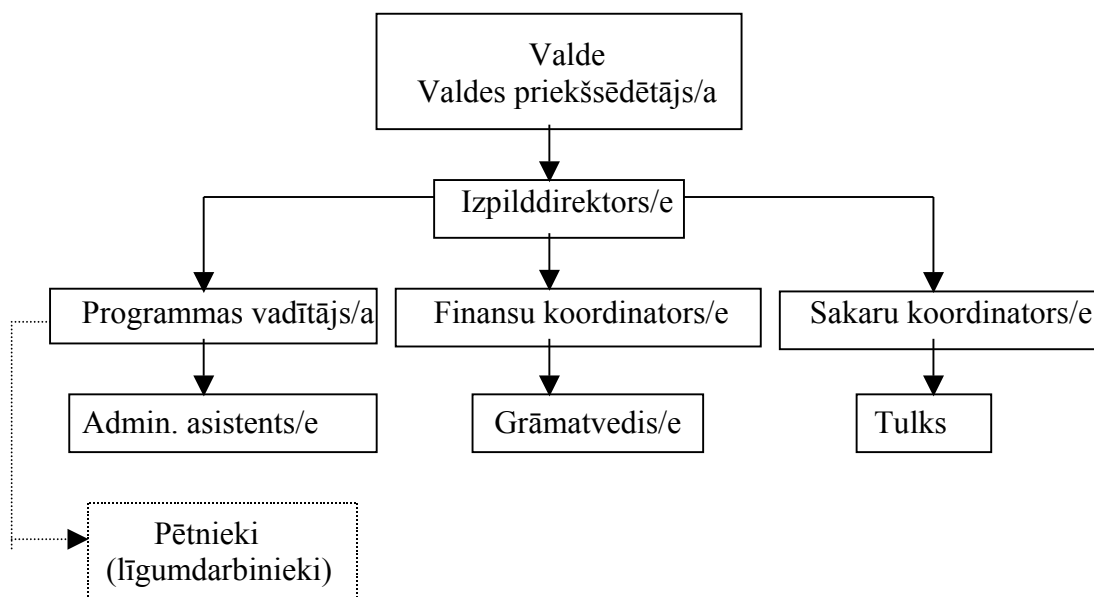 Valde
Valdes priekšsēdētājs/a
Izpilddirektors/e
Programmas vadītājs/a
Finansu koordinators/e
Sakaru koordinators/e
Admin. asistents/e
Grāmatvedis/e
Tulks
Pētnieki
(līgumdarbinieki)